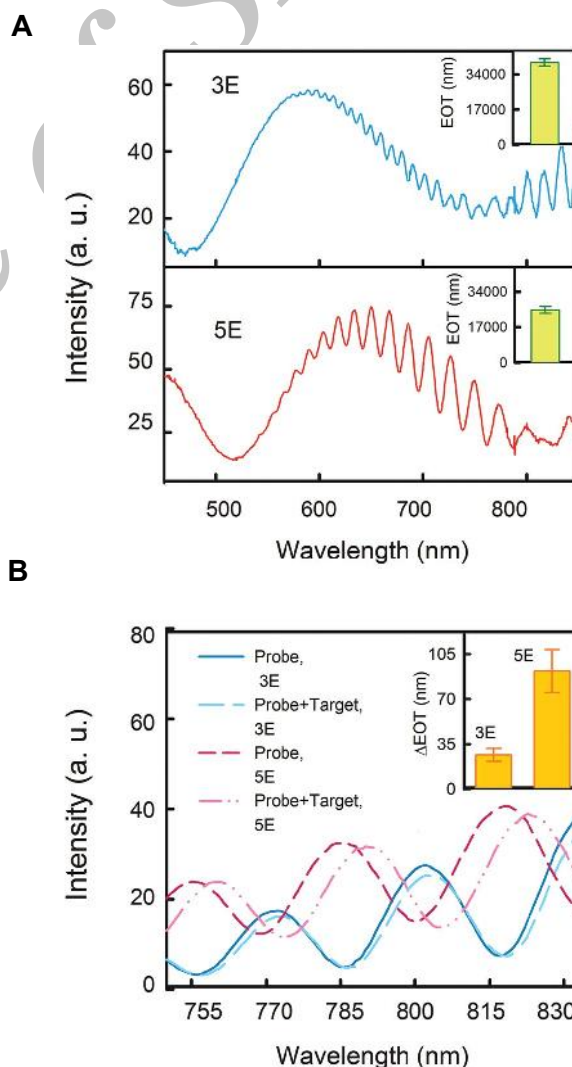 A
3E
60
40
20
EOT (nm)
34000
17000
0
Intensity (a. u.)
5E
75
50
25
EOT (nm)
34000
17000
0
Intensity (a. u.)
500 600 700 800
Wavelength (nm)
B
80
60
40
20
0
Intensity (a. u.)
Probe,
3E
Probe+Target,
3E
Probe,
5E
Probe+Target,
5E
ΔEOT (nm)
105
70
35
0
5E
3E
755 770 785 800 815 830
Wavelength (nm)